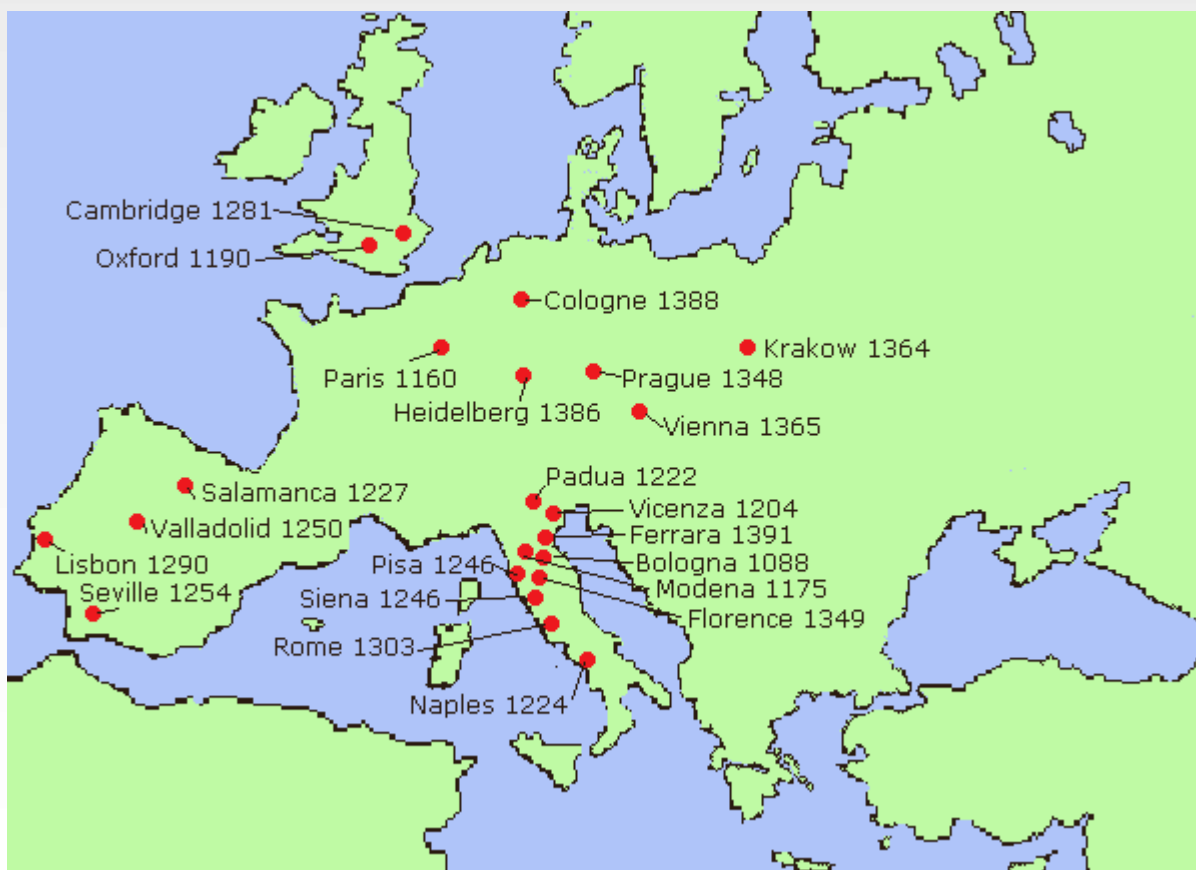 Cambridge 1281
Oxford 1190
Cologne 1388
Paris 1160
Krakow 1364
Prague 1348
Heidelberg 1386
Vienna 1365
Padua 1222
Salamanca 1227
Vicenza 1204
Valladolid 1250
Ferrara 1391
Lisbon 1290
Pisa 1246
Bologna 1088
Seville 1254
Modena 1175
Siena 1246
Florence 1349
Rome 1303
Naples 1224